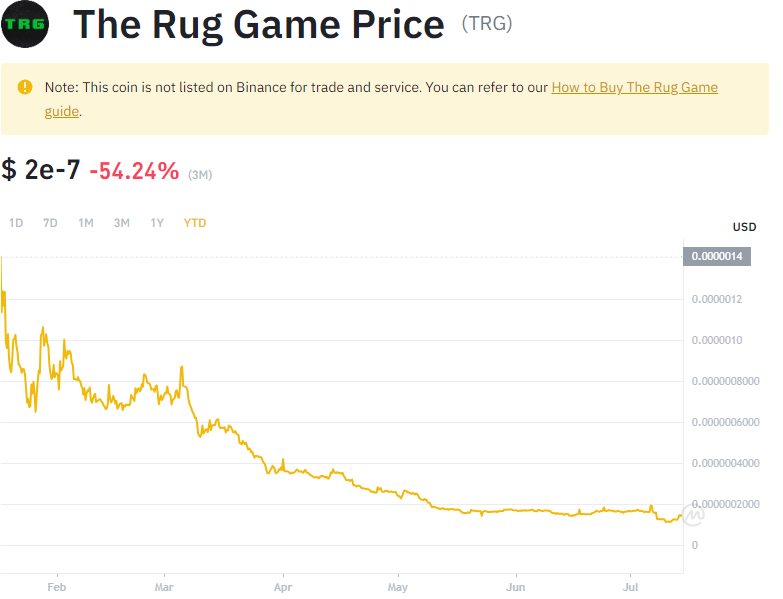 TRG
The Rug Game Price (TRG)
Note: This coin is not listed on Binance for trade and service. You can refer to our How to Buy The Rug Game
guide.
$ 2e-7 -54.24% (3M)
1D 7D 1M 3M 1Y YTD
USD
0.0000014
0.0000012
0.0000010
0.0000008000
0.0000006000
0.0000004000
0.0000002000
0
Feb Mar Apr May Jun Jul